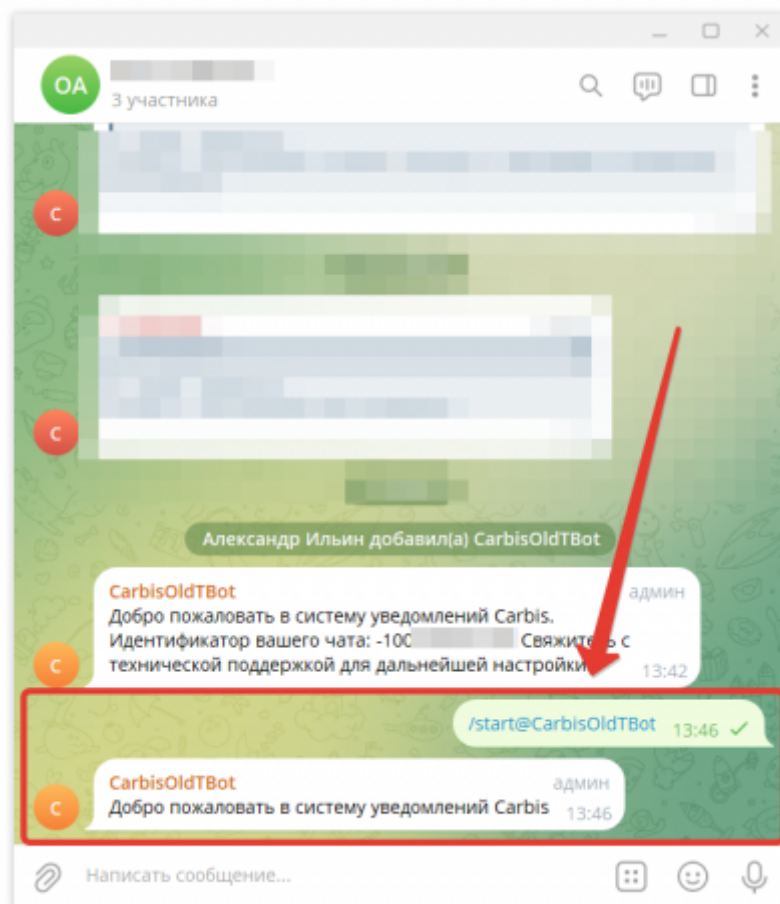 ОА
3 участника
С
С
Александр Ильин добавил(а) CarbisOldTBot
CarbisOldTBot админ
Добро пожаловать в систему уведомлений Carbis.
Идентификатор вашего чата: -100 Свяжитесь с
технической поддержкой для дальнейшей настройки
С
13:42
/start@CarbisOldTBot 13:46
CarbisOldTBot админ
С
Добро пожаловать в систему уведомлений Carbis 13:46
Написать сообщение...